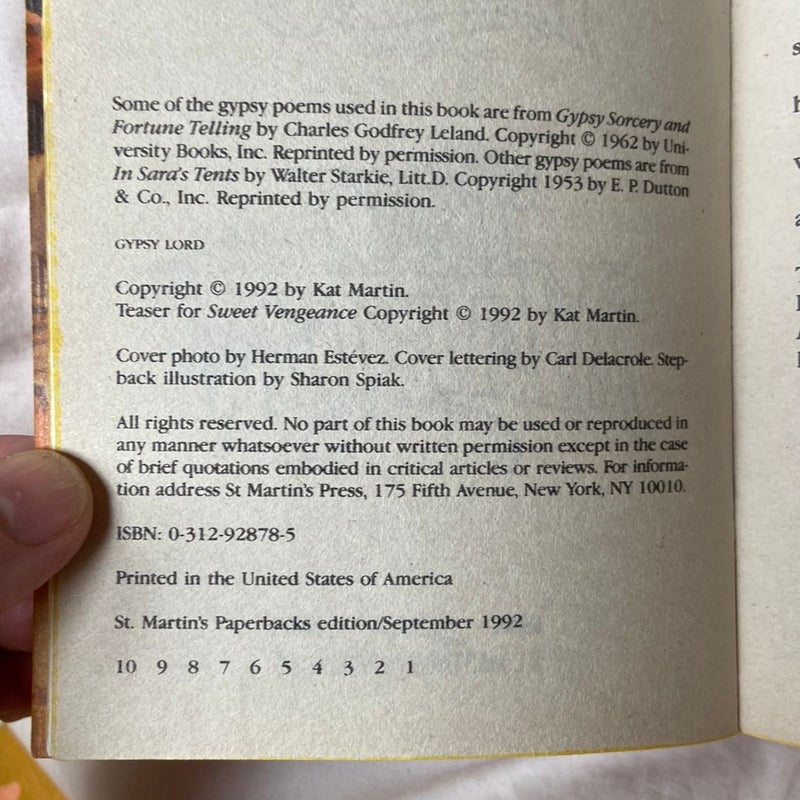 Some of the gypsy poems used in this book are from Gypsy Sorcery and
Fortune Telling by Charles Godfrey Leland. Copyright © 1962 by Uni-
versity Books, Inc. Reprinted by permission. Other gypsy poems are from
In Sara's Tents by Walter Starkie, Litt.D. Copyright 1953 by E. P. Dutton
& Co., Inc. Reprinted by permission.
GYPSY LORD
Copyright © 1992 by Kat Martin.
Teaser for Sweet Vengeance Copyright © 1992 by Kat Martin.
Cover photo by Herman Estévez. Cover lettering by Carl Delacrole. Step-
back illustration by Sharon Spiak.
All rights reserved. No part of this book may be used or reproduced in
any manner whatsoever without written permission except in the case
of brief quotations embodied in critical articles or reviews. For informa-
tion address St Martin's Press, 175 Fifth Avenue, New York, NY 10010.
ISBN: 0-312-92878-5
Printed in the United States of America
St. Martin's Paperbacks edition/September 1992
10 9 8 7 6 5 4 3 2 1